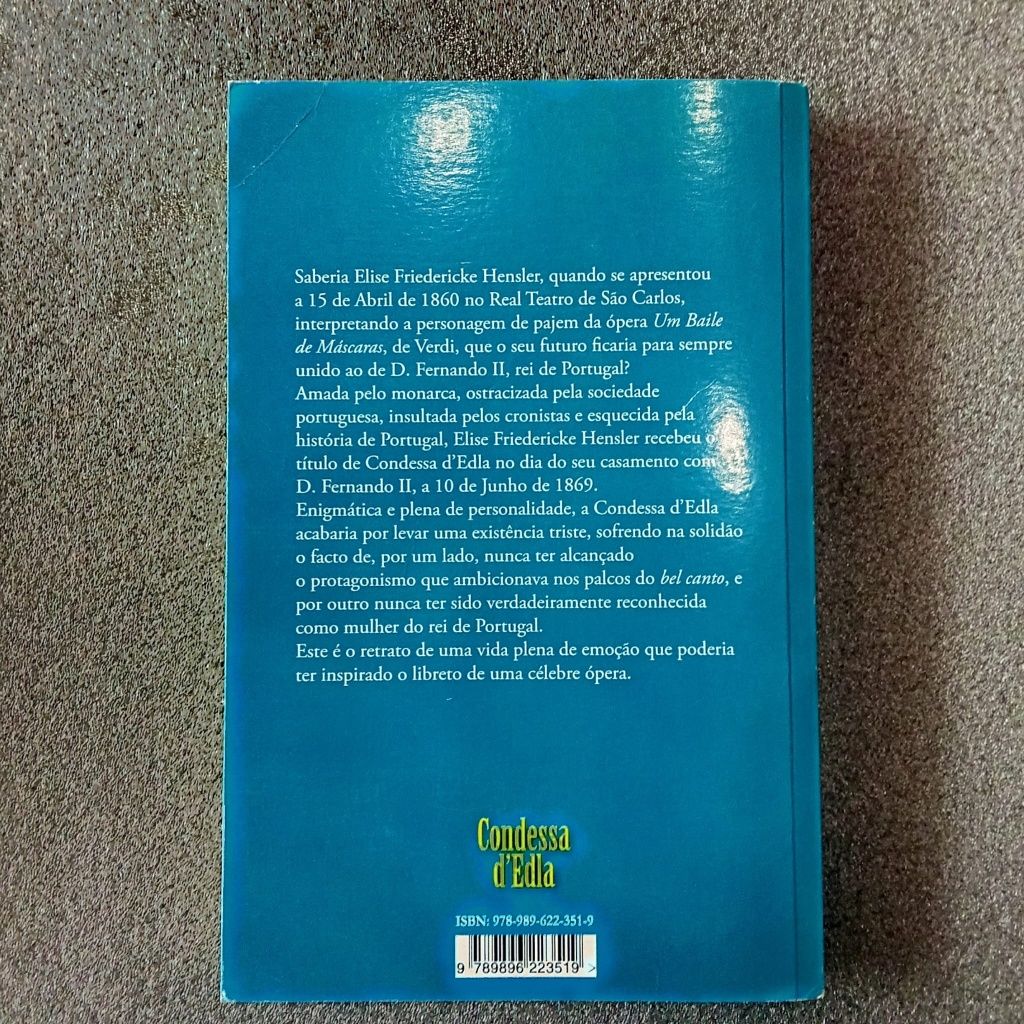 Saberia Elise Friedericke Hensler, quando se apresentou
a 15 de Abril de 1860 no Real Teatro de São Carlos,
interpretando a personagem de pajem da ópera Um Baile
de Máscaras, de Verdi, que o seu futuro ficaria para sempre
unido ao de D. Fernando II, rei de Portugal?
Amada pelo monarca, ostracizada pela sociedade
portuguesa, insultada pelos cronistas e esquecida pela
história de Portugal, Elise Friedericke Hensler recebeu o
título de Condessa d'Edla no dia do seu casamento com
D. Fernando II, a 10 de Junho de 1869.
Enigmática e plena de personalidade, a Condessa d'Edla
acabaria por levar uma existência triste, sofrendo na solidão
o facto de, por um lado, nunca ter alcançado
o protagonismo que ambicionava nos palcos do bel canto, e
por outro nunca ter sido verdadeiramente reconhecida
como mulher do rei de Portugal.
Este é o retrato de uma vida plena de emoção que poderia
ter inspirado o libreto de uma célebre ópera.
Condessa
d'Edla
ISBN: 978-989-622-351-9
9 789896 223519 >